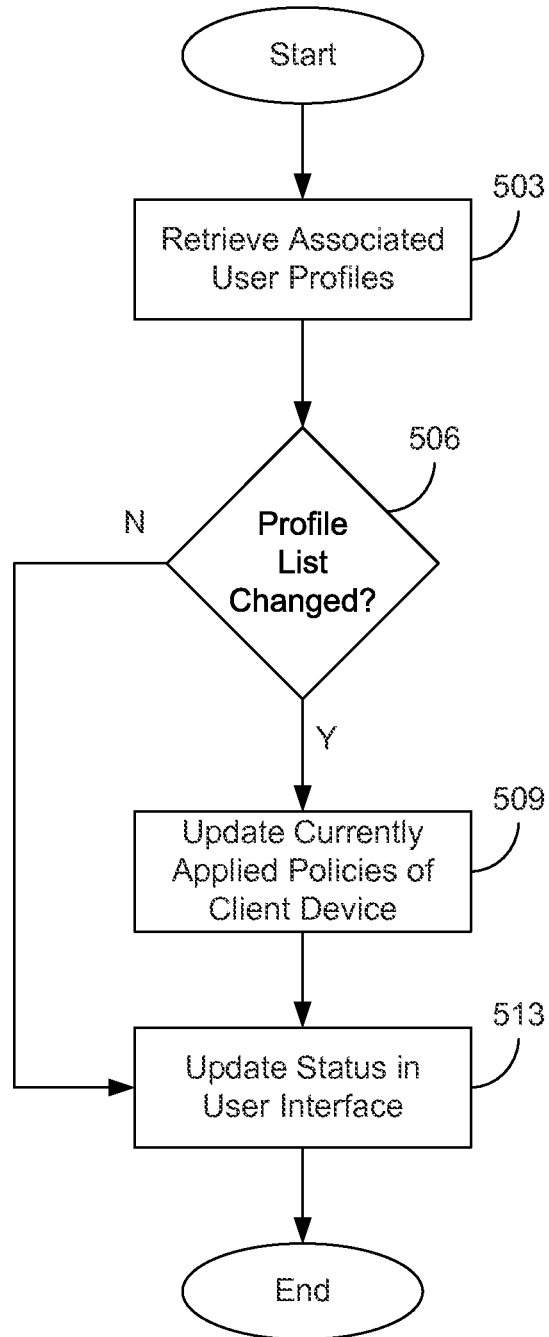 Start
503
Retrieve Associated
User Profiles
506
N
Profile
List
Changed?
Y
509
Update Currently
Applied Policies of
Client Device
513
Update Status in
User Interface
End